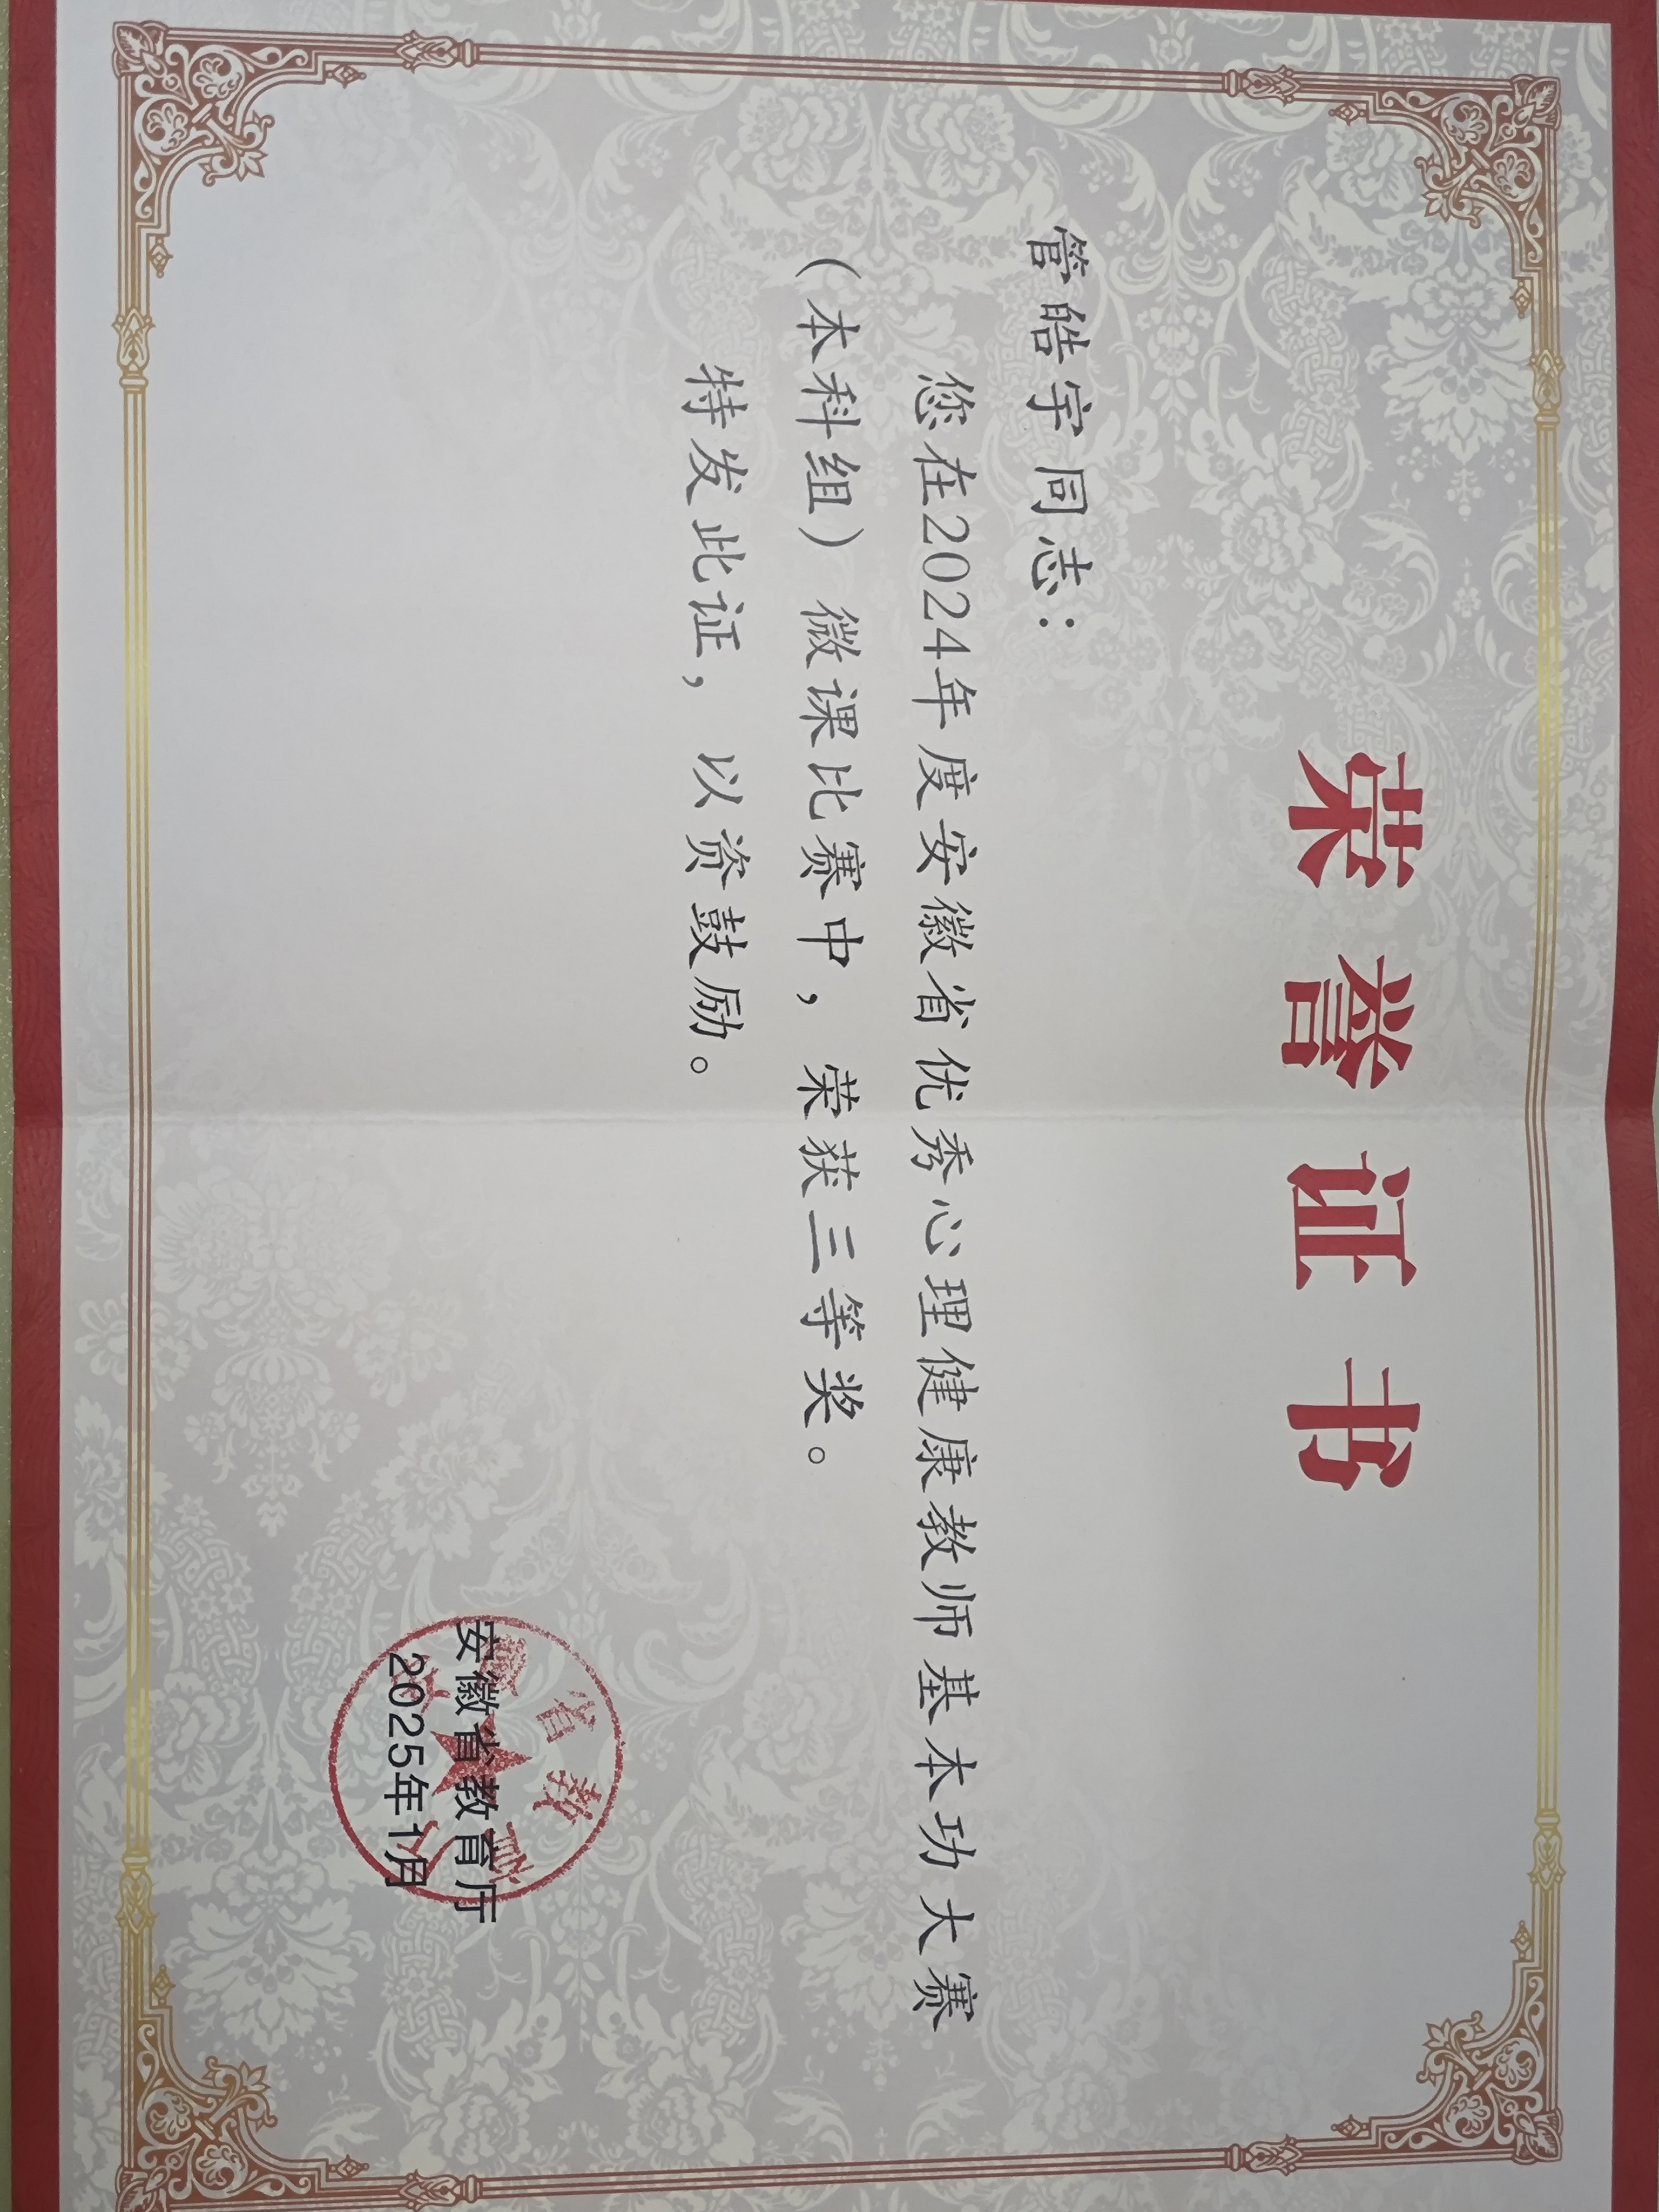 荣誉证书
管皓宇同志：
您在2024年度安徽省优秀心理健康教师基本功大赛
（本科组）微课比赛中，荣获三等奖。
特发此证，以资鼓励。
安徽省教育厅
2025年1月
省教